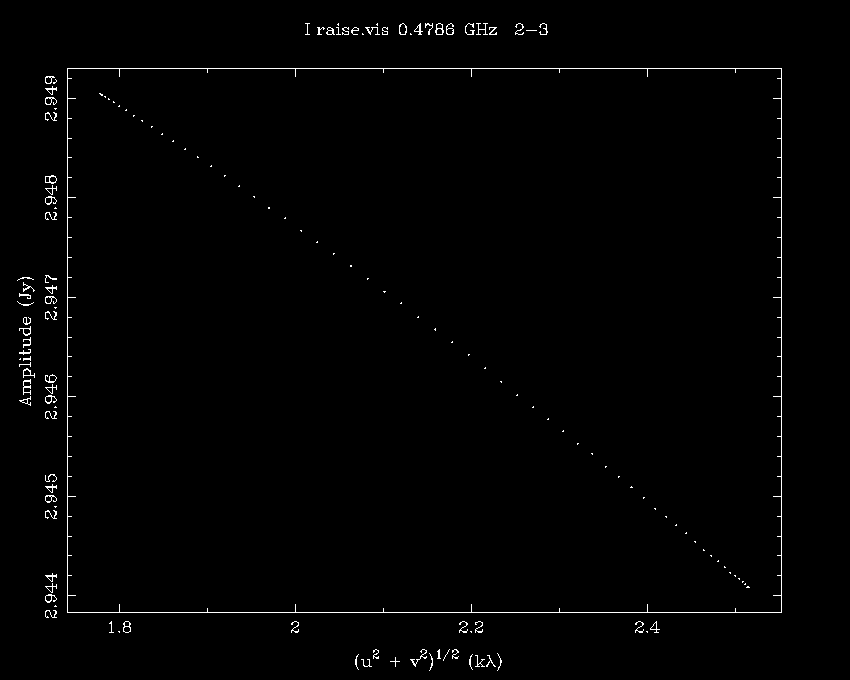 I raise.vis 0.4786 GHz 2−3
2.949
2.948
2.947
2.946
2.945
2.944
Amplitude (Jy)
1.8 2 2.2 2.4
(u² + v²)^1/2 (kλ)